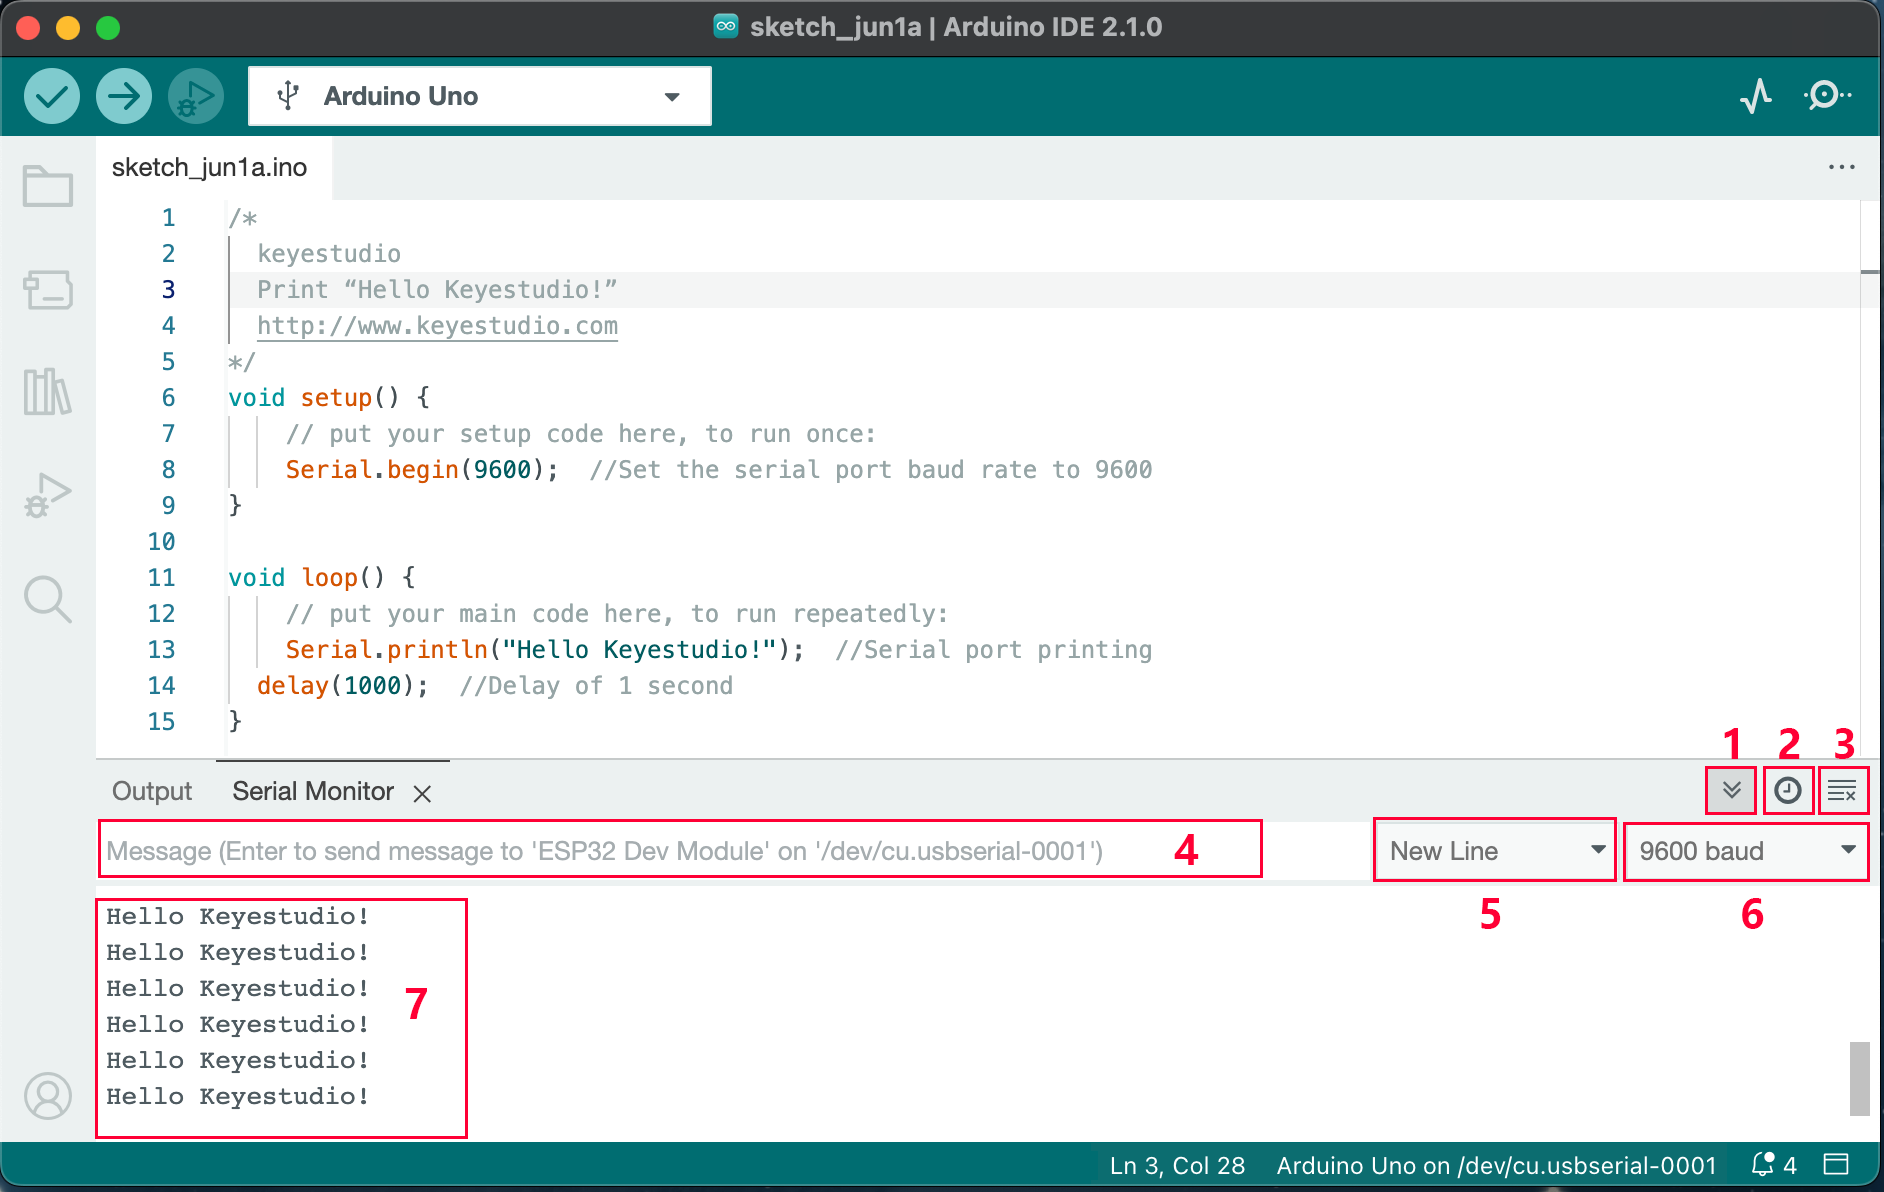 sketch_jun1a | Arduino IDE 2.1.0
Arduino Uno
sketch_jun1a.ino
1 /*
2 keyestudio
3 Print “Hello Keyestudio!”
4 http://www.keyestudio.com
5 */
6 void setup() {
7 // put your setup code here, to run once:
8 Serial.begin(9600); //Set the serial port baud rate to 9600
9 }
10
11 void loop() {
12 // put your main code here, to run repeatedly:
13 Serial.println("Hello Keyestudio!"); //Serial port printing
14 delay(1000); //Delay of 1 second
15 }
1 2 3
Output Serial Monitor
Message (Enter to send message to 'ESP32 Dev Module' on '/dev/cu.usbserial-0001') 4
New Line
9600 baud
5 6
Hello Keyestudio!
Hello Keyestudio!
Hello Keyestudio!
7
Hello Keyestudio!
Hello Keyestudio!
Hello Keyestudio!
Ln 3, Col 28 Arduino Uno on /dev/cu.usbserial-0001 4